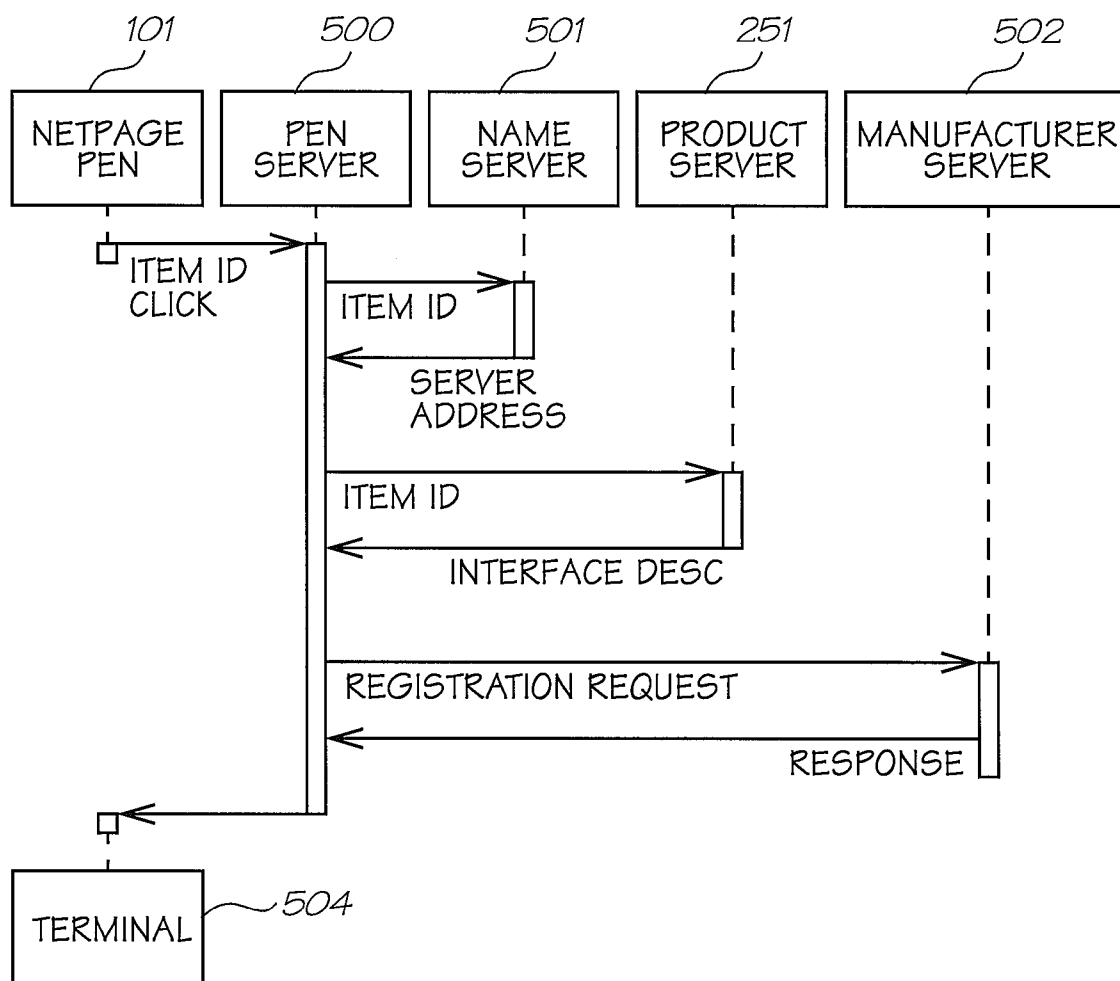 101
500
501
251
502
NETPAGE
PEN
PEN
SERVER
NAME
SERVER
PRODUCT
SERVER
MANUFACTURER
SERVER
ITEM ID
CLICK
ITEM ID
SERVER
ADDRESS
ITEM ID
INTERFACE DESC
REGISTRATION REQUEST
RESPONSE
TERMINAL
504